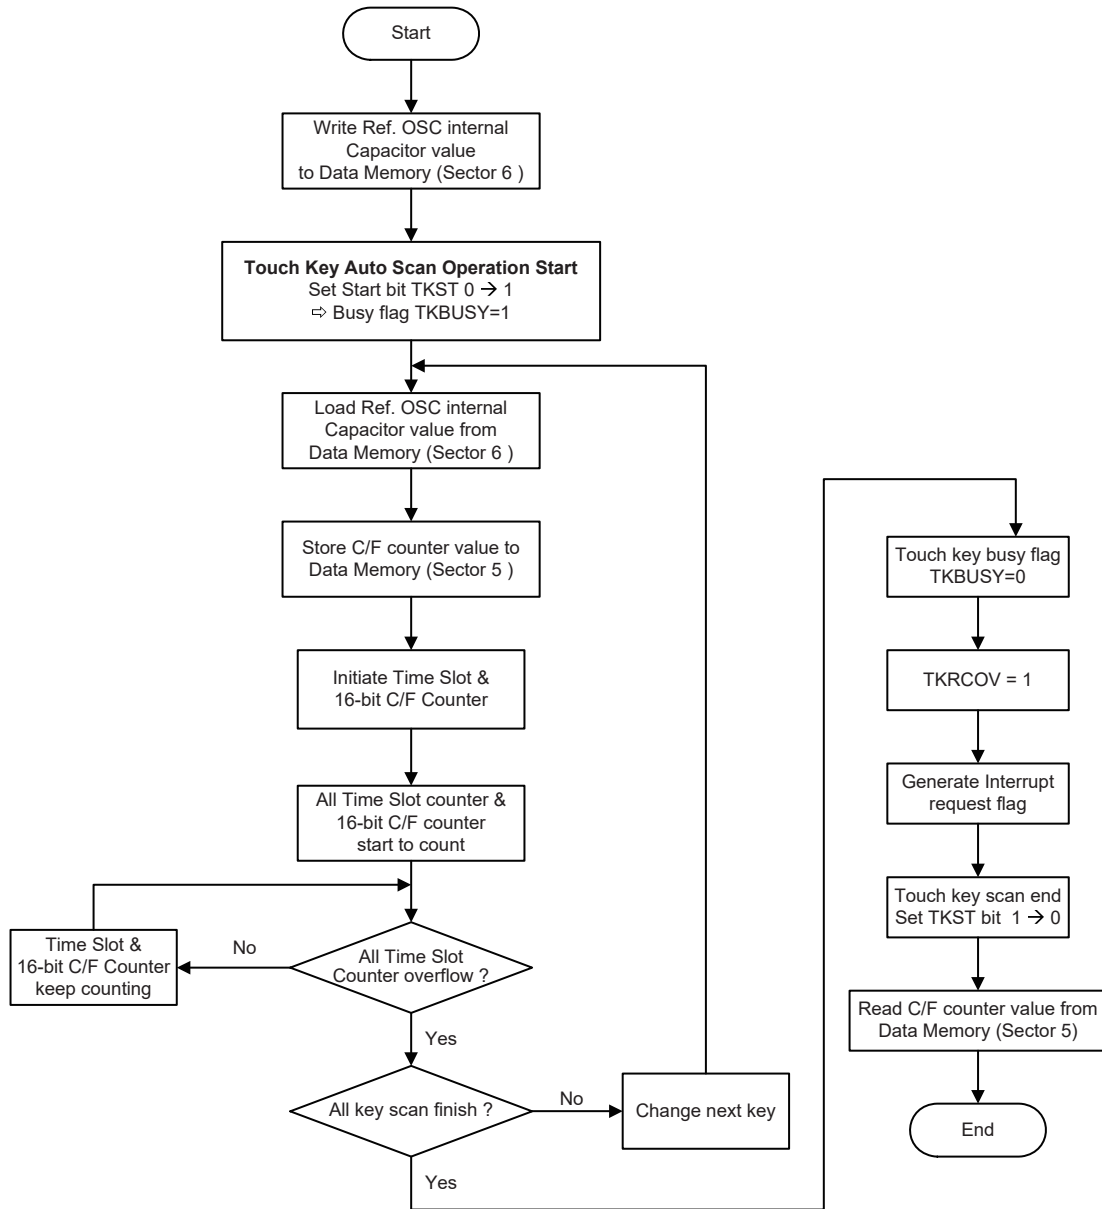 Start
Write Ref. OSC internal
Capacitor value
to Data Memory (Sector 6 )
Touch Key Auto Scan Operation Start
Set Start bit TKST 0 → 1
⇨ Busy flag TKBUSY=1
Load Ref. OSC internal
Capacitor value from
Data Memory (Sector 6 )
Store C/F counter value to
Data Memory (Sector 5 )
Initiate Time Slot &
16-bit C/F Counter
All Time Slot counter &
16-bit C/F counter
start to count
Time Slot &
16-bit C/F Counter
keep counting
No
All Time Slot
Counter overflow ?
Yes
All key scan finish ?
No
Change next key
Yes
Touch key busy flag
TKBUSY=0
TKRCOV = 1
Generate Interrupt
request flag
Touch key scan end
Set TKST bit 1 → 0
Read C/F counter value from
Data Memory (Sector 5)
End